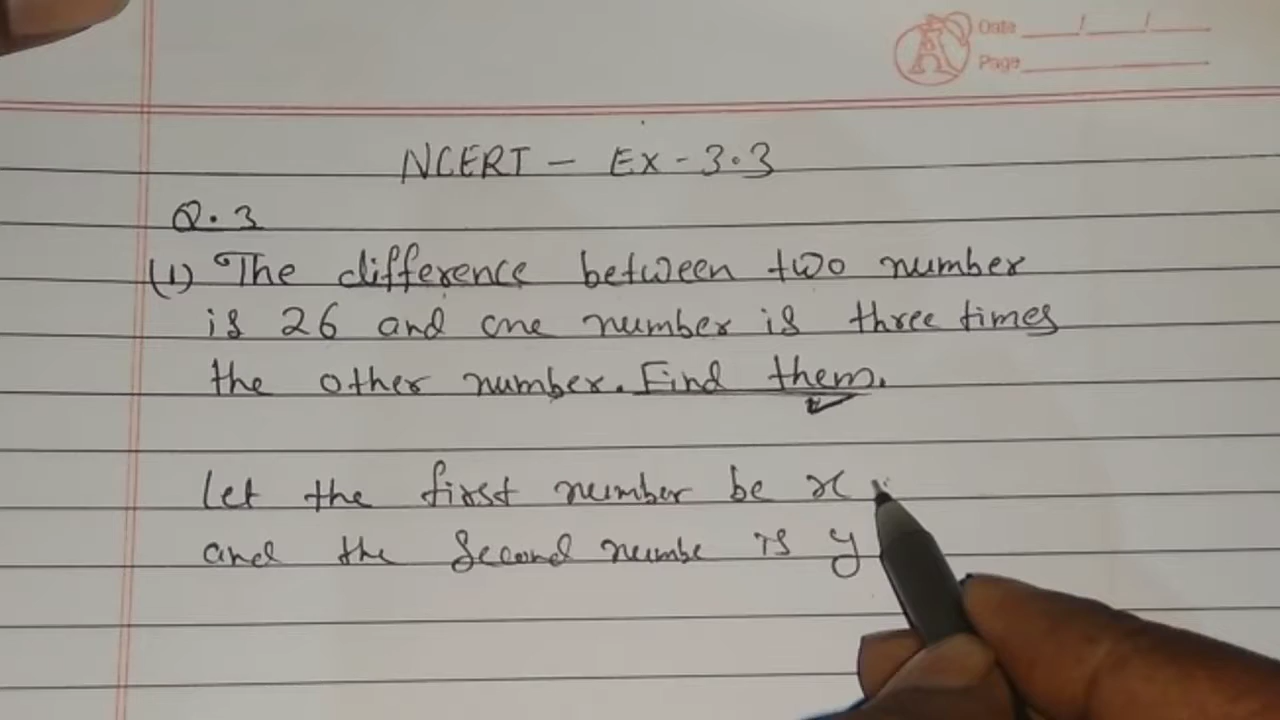 Date / /
Page
NCERT - Ex - 3.3
Q.3
(1) The difference between two number
is 26 and one number is three times
the other number. Find them.
Let the first number be x
and the second numbe is y